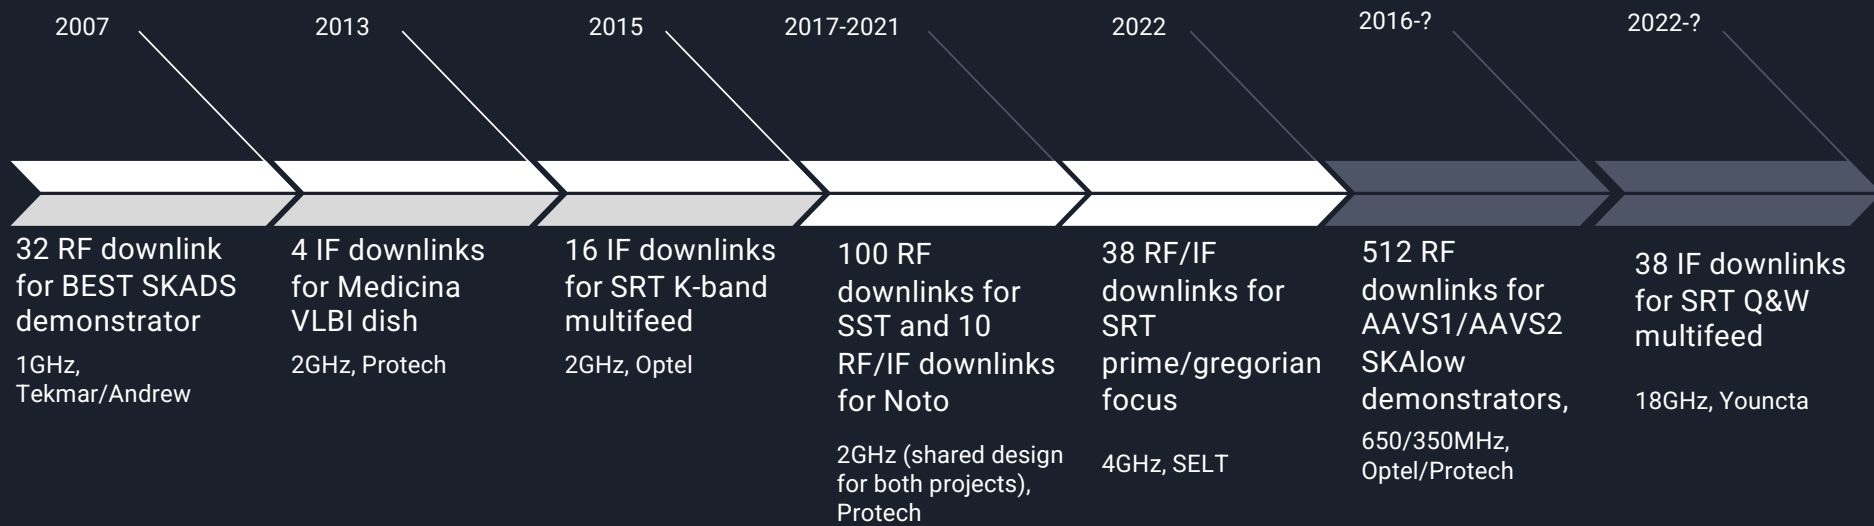 2007
32 RF downlink
for BEST SKADS
demonstrator
1GHz,
Tekmar/Andrew
2013
4 IF downlinks
for Medicina
VLBI dish
2GHz, Protech
2015
16 IF downlinks
for SRT K-band
multifeed
2GHz, Optel
2017-2021
100 RF
downlinks for
SST and 10
RF/IF downlinks
for Noto
2GHz (shared design
for both projects),
Protech
2022
38 RF/IF
downlinks for
SRT
prime/gregorian
focus
4GHz, SELT
2016-?
512 RF
downlinks for
AAVS1/AAVS2
SKAlow
demonstrators,
650/350MHz,
Optel/Protech
2022-?
38 IF downlinks
for SRT Q&W
multifeed
18GHz, Youncta